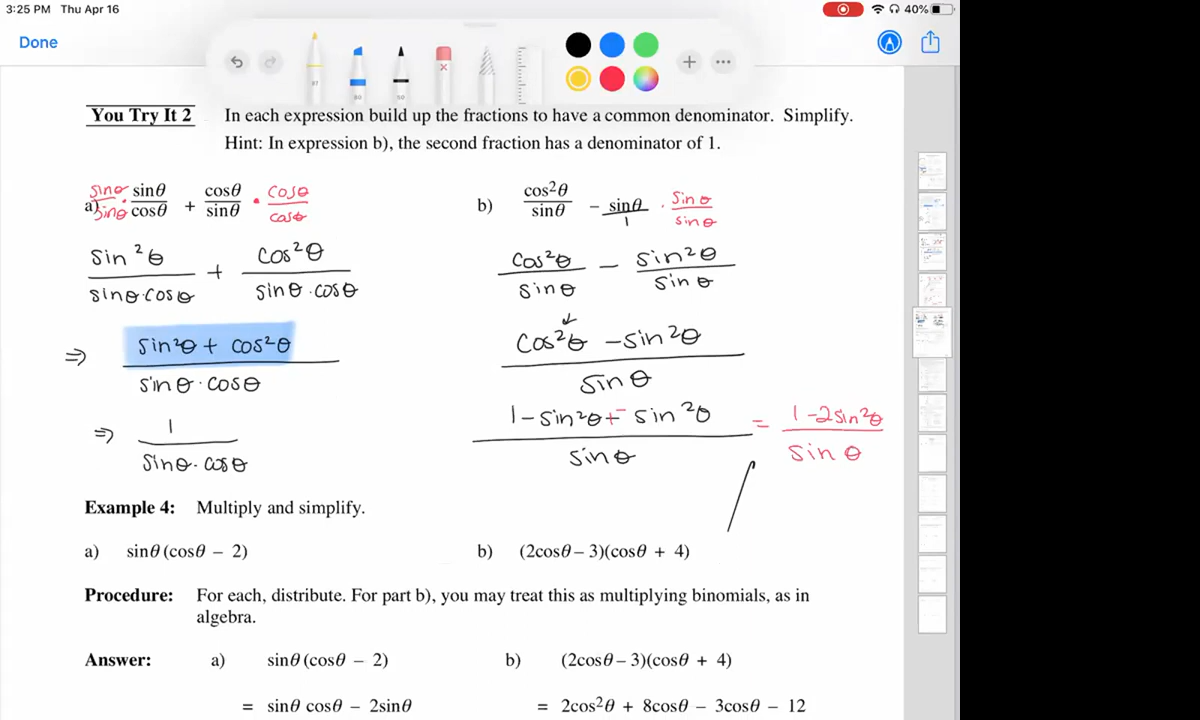 3:25 PM Thu Apr 16
40%
Done
97
80
50
You Try It 2 In each expression build up the fractions to have a common denominator. Simplify.
Hint: In expression b), the second fraction has a denominator of 1.
a) sinθ/sinθ · sinθ/cosθ + cosθ/sinθ · cosθ/cosθ
sin²θ/sinθ·cosθ + cos²θ/sinθ·cosθ
⇒ sin²θ + cos²θ/sinθ·cosθ
⇒ 1/sinθ·cosθ
b) cos²θ/sinθ − sinθ/1 · sinθ/sinθ
cos²θ/sinθ − sin²θ/sinθ
cos²θ − sin²θ/sinθ
1 − sin²θ + − sin²θ/sinθ = 1 − 2sin²θ/sinθ
Example 4: Multiply and simplify.
a) sinθ (cosθ − 2) b) (2cosθ − 3)(cosθ + 4)
Procedure: For each, distribute. For part b), you may treat this as multiplying binomials, as in
algebra.
Answer: a) sinθ (cosθ − 2) b) (2cosθ − 3)(cosθ + 4)
= sinθ cosθ − 2sinθ = 2cos²θ + 8cosθ − 3cosθ − 12